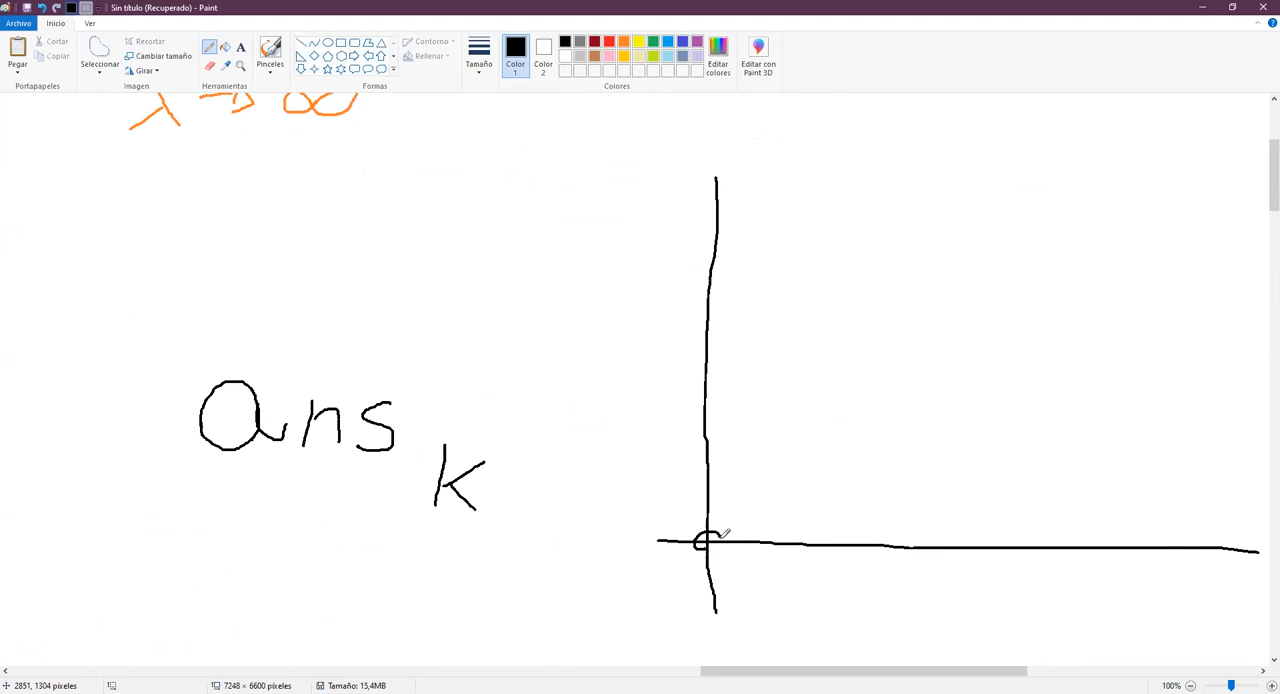 Sin título (Recuperado) - Paint
Archivo Inicio Ver
Pegar
Cortar
Copiar
Portapapeles
Seleccionar
Recortar
Cambiar tamaño
Girar
Imagen
A
Herramientas
Pinceles
Contorno
Rellenar
Formas
Tamaño
Color 1
Color 2
Editar colores
Colores
Editar con Paint 3D
λ → ∞
ans k
2851, 1304 píxeles 7248 × 6600 píxeles Tamaño: 15,4MB 100%